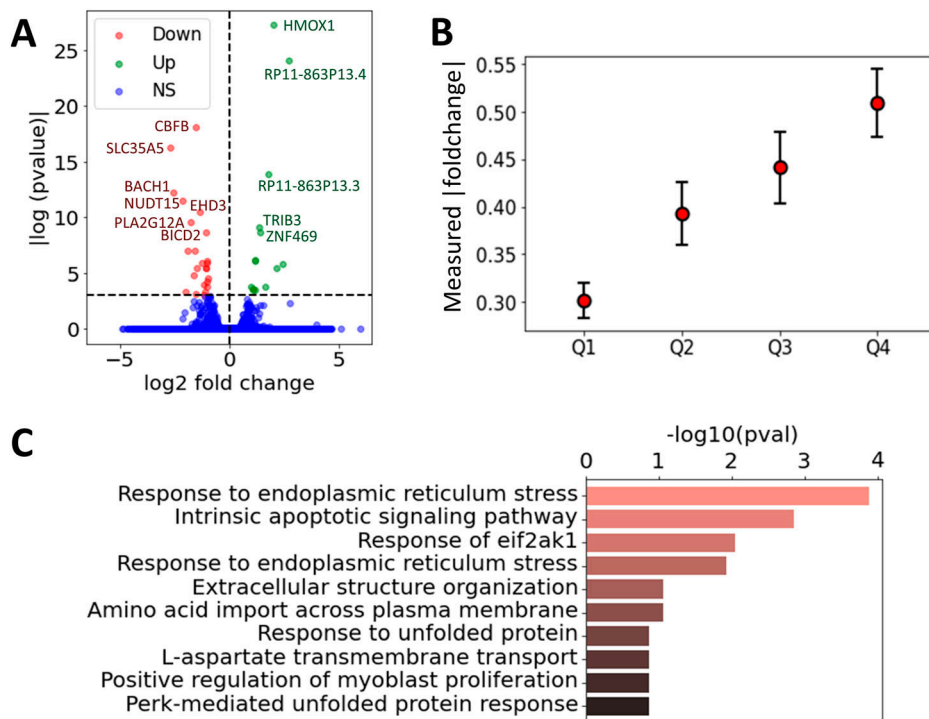 A
|log (pvalue)|
25
20
15
10
5
0
Down
Up
NS
HMOX1
RP11-863P13.4
CBFB
SLC35A5
RP11-863P13.3
BACH1
NUDT15
EHD3
PLA2G12A
TRIB3
BICD2
ZNF469
−5
0
5
log2 fold change
B
Measured |foldchange|
0.55
0.50
0.45
0.40
0.35
0.30
Q1
Q2
Q3
Q4
C
-log10(pval)
0 1 2 3 4
Response to endoplasmic reticulum stress
Intrinsic apoptotic signaling pathway
Response of eif2ak1
Response to endoplasmic reticulum stress
Extracellular structure organization
Amino acid import across plasma membrane
Response to unfolded protein
L-aspartate transmembrane transport
Positive regulation of myoblast proliferation
Perk-mediated unfolded protein response